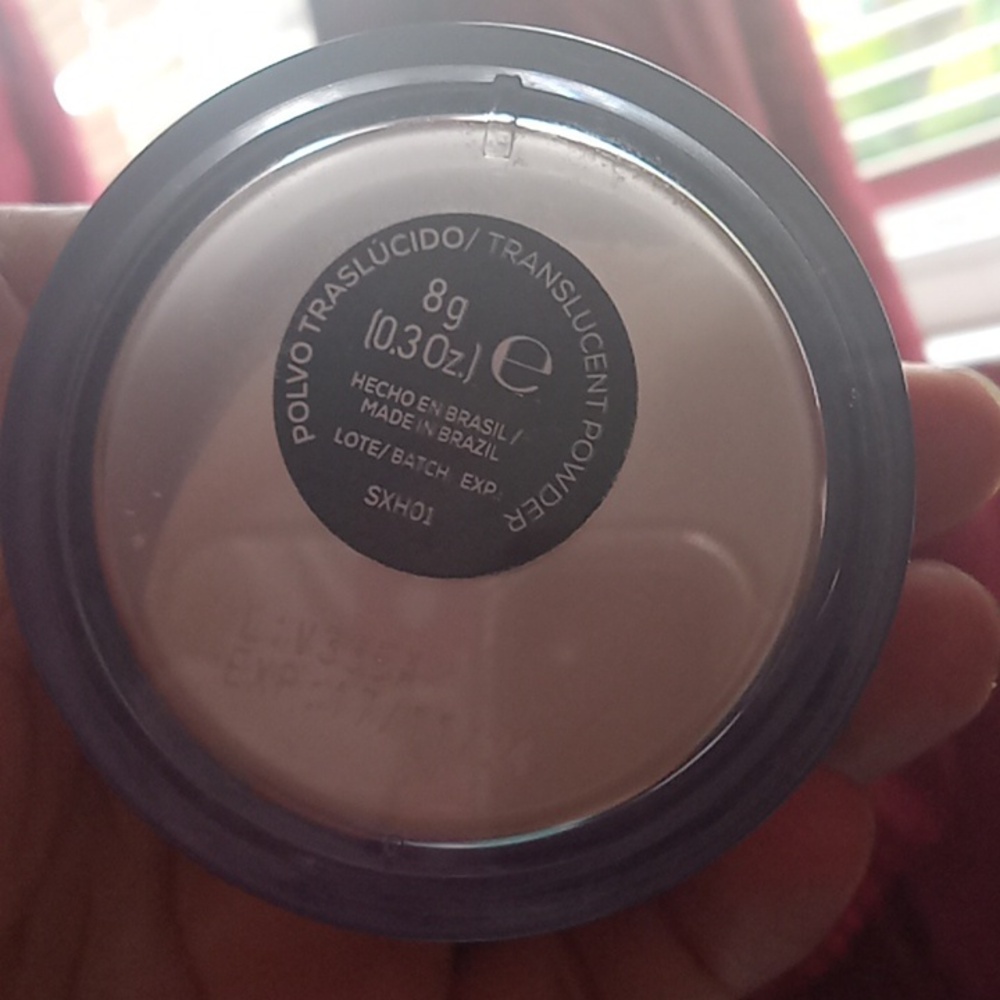 POLVO TRASLÚCIDO/ TRANSLUCENT POWDER
8g
(0.3 Oz.) e
HECHO EN BRASIL /
MADE IN BRAZIL
LOTE/ BATCH EXP.
SXH01